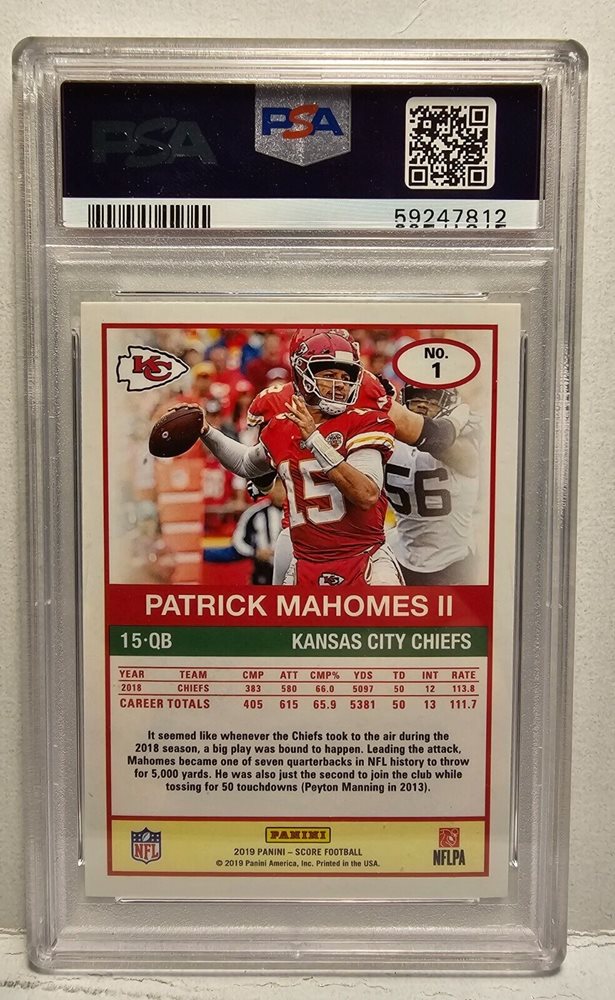 PSA PSA
59247812
KC
NO.
1
15
56
PATRICK MAHOMES II
15·QB KANSAS CITY CHIEFS
YEAR TEAM CMP ATT CMP% YDS TD INT RATE
2018 CHIEFS 383 580 66.0 5097 50 12 113.8
CAREER TOTALS 405 615 65.9 5381 50 13 111.7
It seemed like whenever the Chiefs took to the air during the
2018 season, a big play was bound to happen. Leading the attack,
Mahomes became one of seven quarterbacks in NFL history to throw
for 5,000 yards. He was also just the second to join the club while
tossing for 50 touchdowns (Peyton Manning in 2013).
NFL PANINI NFLPA
2019 PANINI – SCORE FOOTBALL
© 2019 Panini America, Inc. Printed in the USA.